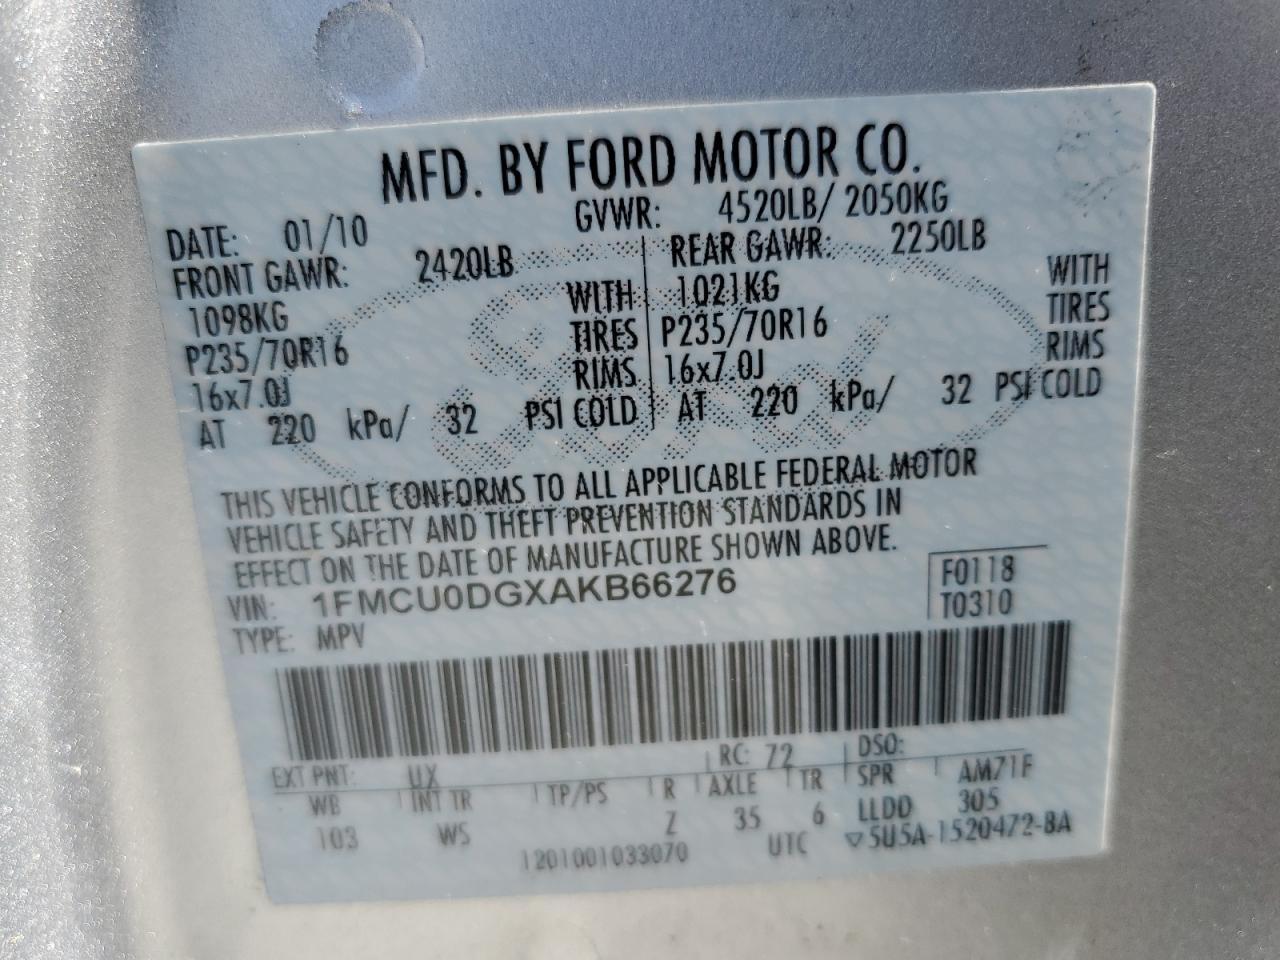 MFD. BY FORD MOTOR CO.
DATE: 01/10 GVWR: 4520LB/ 2050KG
FRONT GAWR: 2420LB REAR GAWR: 2250LB
1098KG WITH 1021KG WITH
P235/70R16 TIRES P235/70R16 TIRES
16x7.0J RIMS 16x7.0J RIMS
AT 220 kPa/ 32 PSI COLD AT 220 kPa/ 32 PSI COLD
THIS VEHICLE CONFORMS TO ALL APPLICABLE FEDERAL MOTOR
VEHICLE SAFETY AND THEFT PREVENTION STANDARDS IN
EFFECT ON THE DATE OF MANUFACTURE SHOWN ABOVE.
VIN: 1FMCU0DGXAKB66276 F0118
TYPE: MPV T0310
EXT PNT: UX RC: 72 DSO:
WB INT TR TP/PS R AXLE TR SPR AM71F
103 WS Z 35 6 LLDD 305
1201001033070 UTC ▽5U5A-1520472-BA